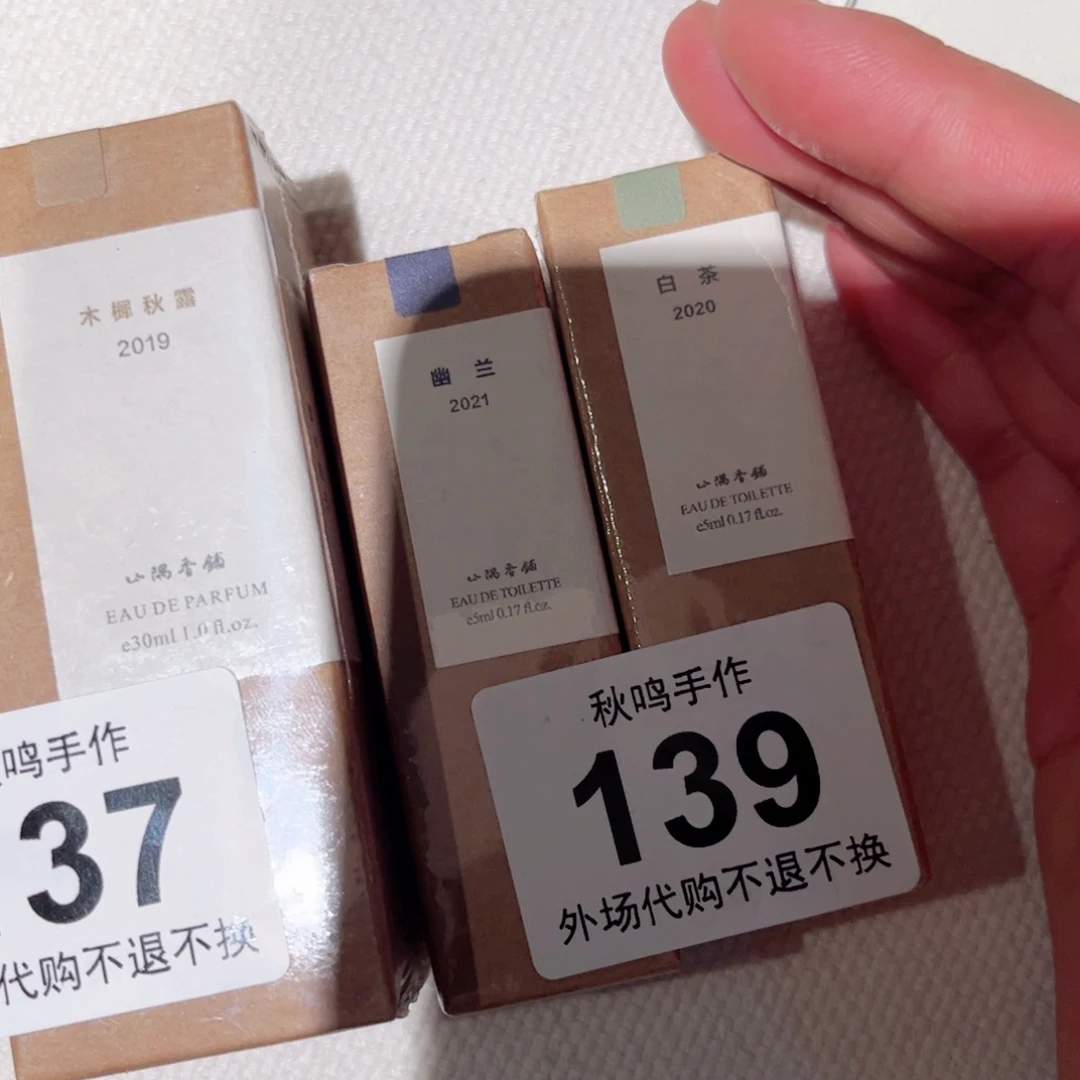 木樨秋露
2019
山隅香铺
EAU DE PARFUM
e30ml 1.0 fl.oz.
鸣手作
37
代购不退不换
幽兰
2021
山隅香铺
EAU DE TOILETTE
e5ml 0.17 fl.oz.
白茶
2020
山隅香铺
EAU DE TOILETTE
e5ml 0.17 fl.oz.
秋鸣手作
139
外场代购不退不换